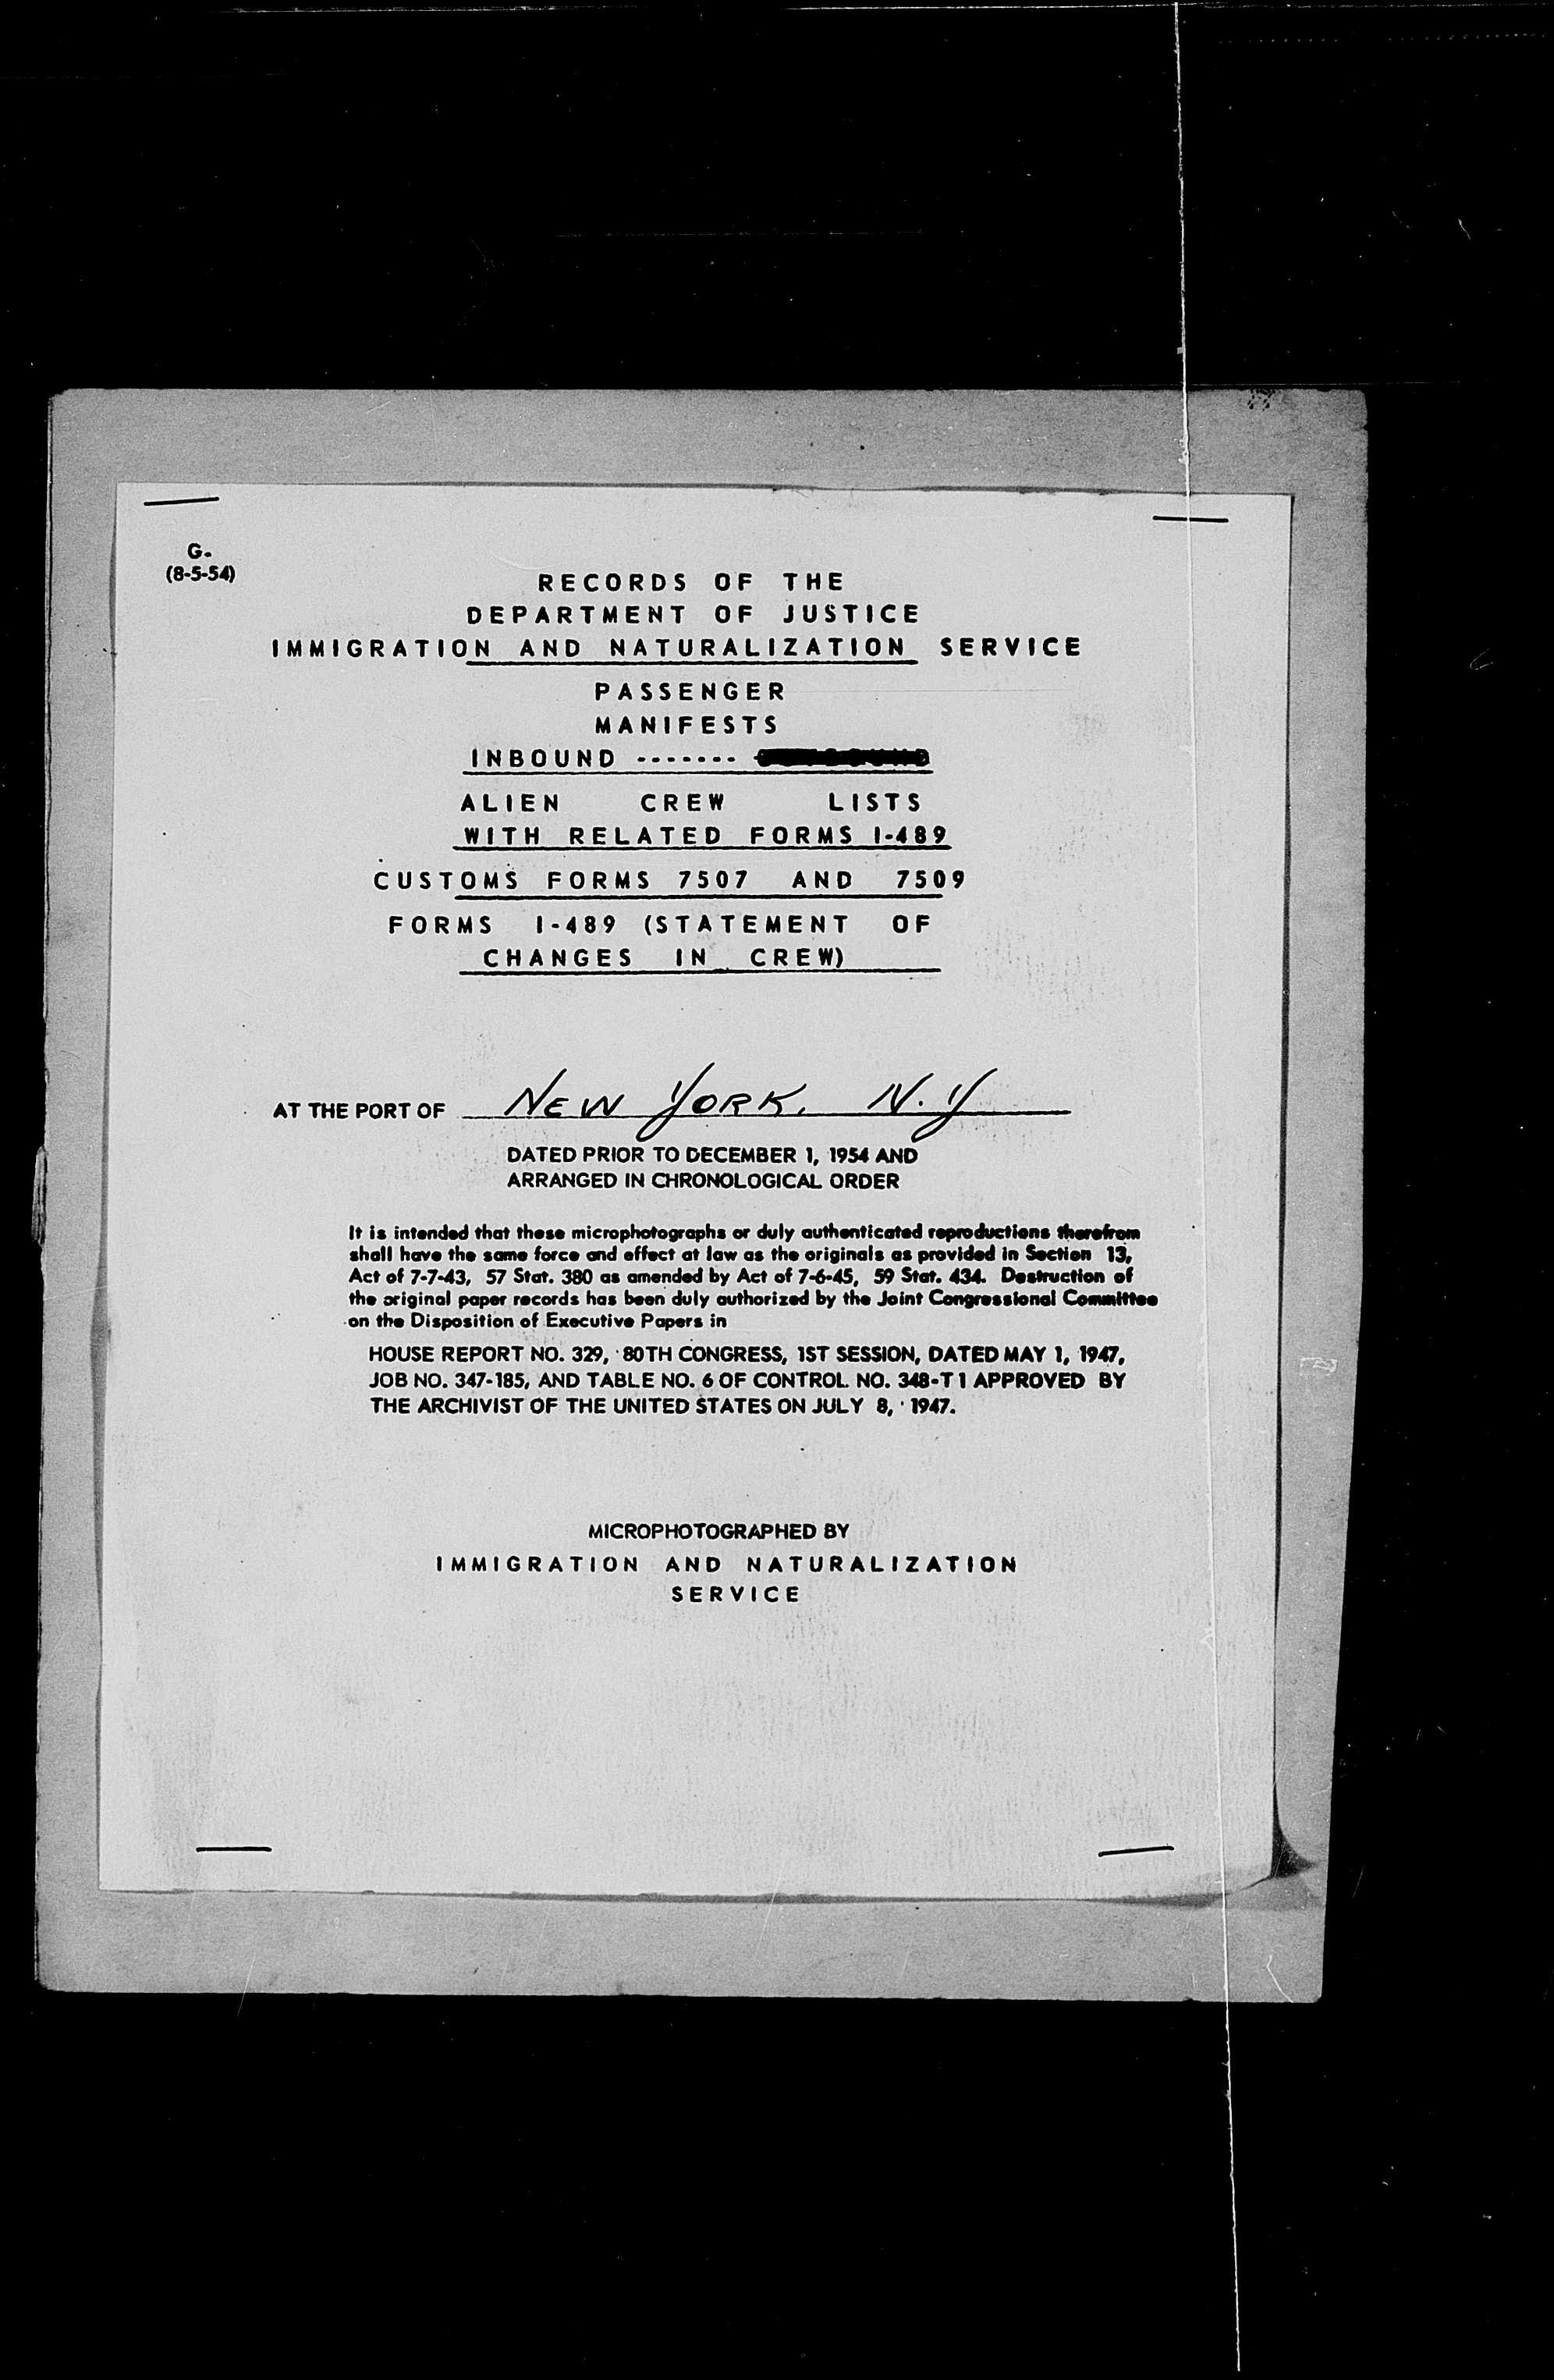 G.
(8-5-54)
RECORDS OF THE
DEPARTMENT OF JUSTICE
IMMIGRATION AND NATURALIZATION SERVICE
PASSENGER
MANIFESTS
INBOUND -------
ALIEN CREW LISTS
WITH RELATED FORMS I-489
CUSTOMS FORMS 7507 AND 7509
FORMS I-489 (STATEMENT OF
CHANGES IN CREW)
AT THE PORT OF NEW YORK, N.Y
DATED PRIOR TO DECEMBER 1, 1954 AND
ARRANGED IN CHRONOLOGICAL ORDER
It is intended that these microphotographs or duly authenticated reproductions therefrom
shall have the same force and effect at law as the originals as provided in Section 13,
Act of 7-7-43, 57 Stat. 380 as amended by Act of 7-6-45, 59 Stat. 434. Destruction of
the original paper records has been duly authorized by the Joint Congressional Committee
on the Disposition of Executive Papers in
HOUSE REPORT NO. 329, 80TH CONGRESS, 1ST SESSION, DATED MAY 1, 1947,
JOB NO. 347-185, AND TABLE NO. 6 OF CONTROL NO. 348-T1 APPROVED BY
THE ARCHIVIST OF THE UNITED STATES ON JULY 8, 1947.
MICROPHOTOGRAPHED BY
IMMIGRATION AND NATURALIZATION
SERVICE